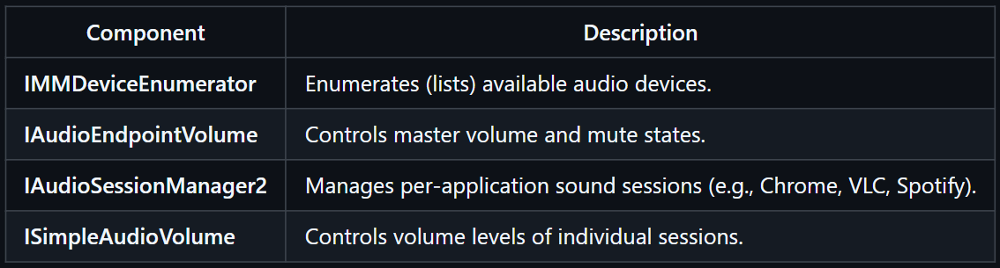 Component Description
IMMDeviceEnumerator Enumerates (lists) available audio devices.
IAudioEndpointVolume Controls master volume and mute states.
IAudioSessionManager2 Manages per-application sound sessions (e.g., Chrome, VLC, Spotify).
ISimpleAudioVolume Controls volume levels of individual sessions.